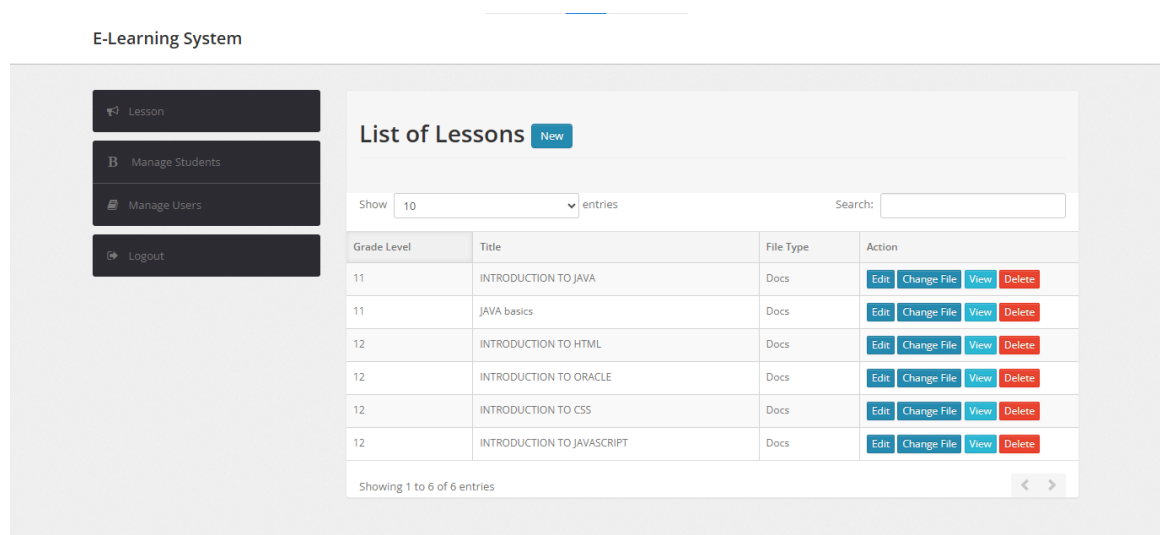 E-Learning System
Lesson
B Manage Students
Manage Users
Logout
List of Lessons New
Show 10 entries Search:
Grade Level Title File Type Action
11 INTRODUCTION TO JAVA Docs Edit Change File View Delete
11 JAVA basics Docs Edit Change File View Delete
12 INTRODUCTION TO HTML Docs Edit Change File View Delete
12 INTRODUCTION TO ORACLE Docs Edit Change File View Delete
12 INTRODUCTION TO CSS Docs Edit Change File View Delete
12 INTRODUCTION TO JAVASCRIPT Docs Edit Change File View Delete
Showing 1 to 6 of 6 entries